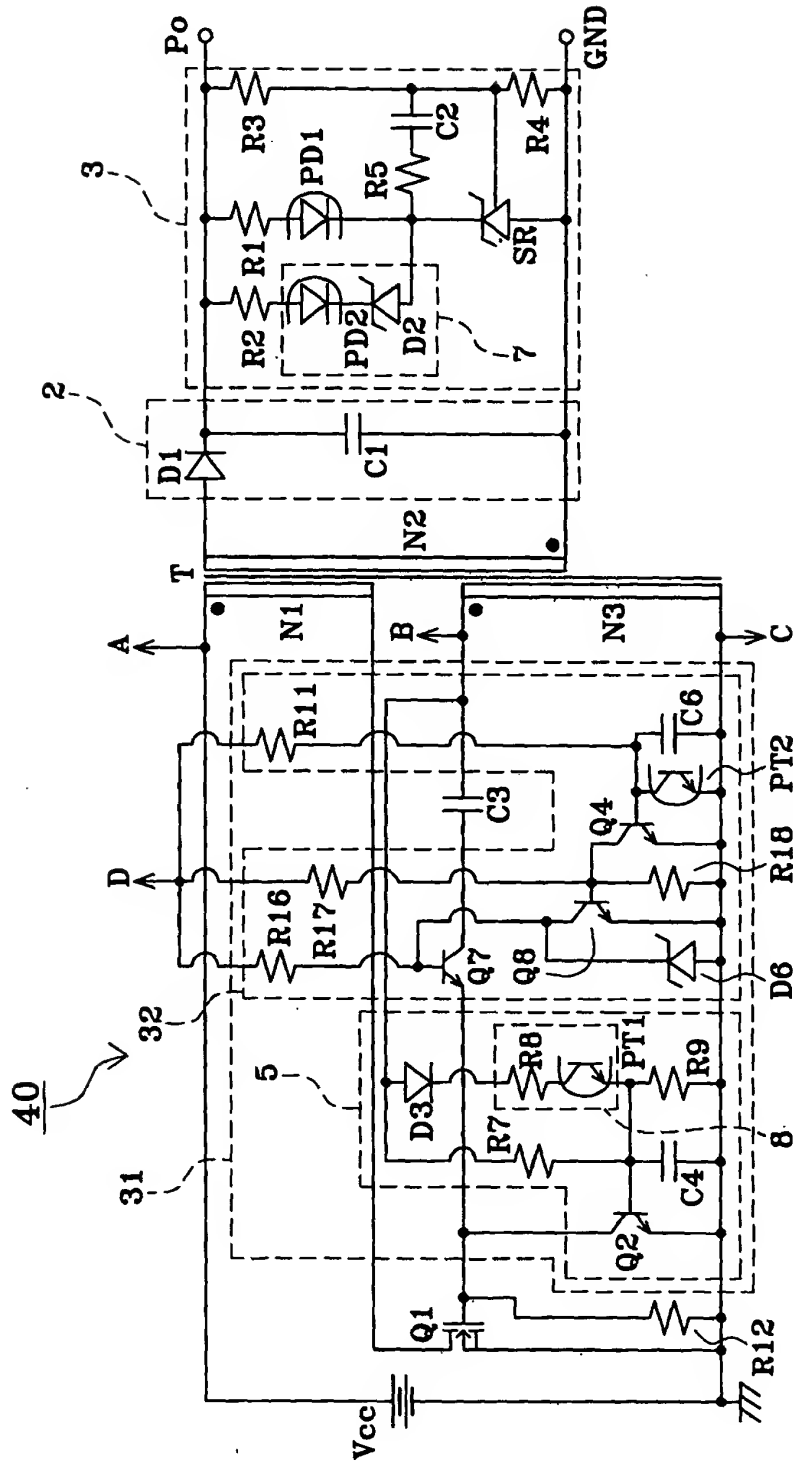 40
31
32
5
A
D
B
C
T
N1
N2
N3
2
3
D1
C1
R1
R2
R3
R4
R5
C2
PD1
PD2
D2
SR
7
Po
GND
R11
R16
R17
C3
Q7
Q8
Q4
C6
PT2
R18
D6
D3
R8
PT1
R7
R9
8
C4
Q2
Q1
R12
Vcc